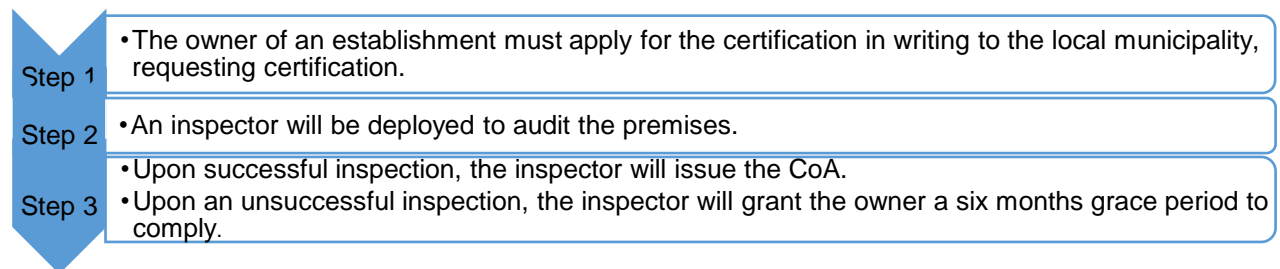 •The owner of an establishment must apply for the certification in writing to the local municipality,
requesting certification.
Step 1
•An inspector will be deployed to audit the premises.
Step 2
•Upon successful inspection, the inspector will issue the CoA.
•Upon an unsuccessful inspection, the inspector will grant the owner a six months grace period to
comply.
Step 3